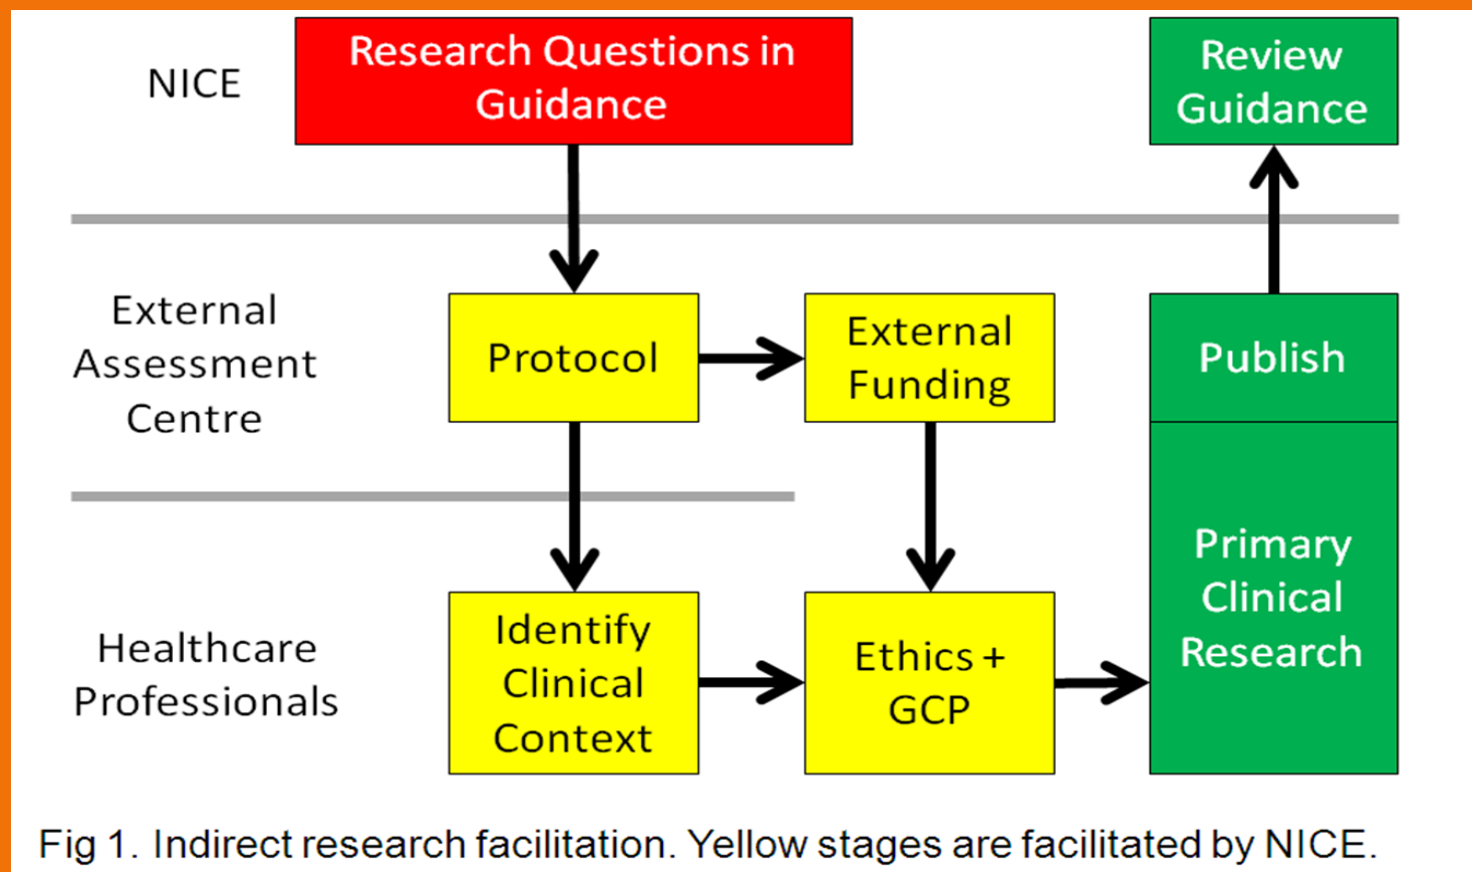 NICE
Research Questions in
Guidance
Review
Guidance
External
Assessment
Centre
Protocol
External
Funding
Publish
Healthcare
Professionals
Identify
Clinical
Context
Ethics +
GCP
Primary
Clinical
Research
Fig 1. Indirect research facilitation. Yellow stages are facilitated by NICE.